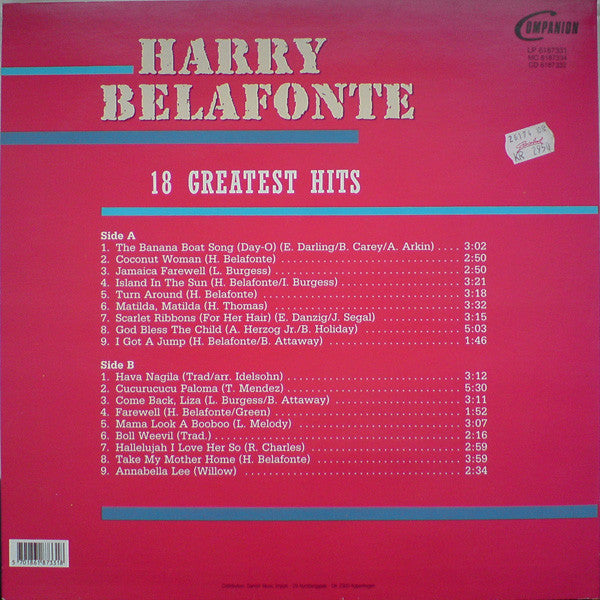 COMPANION
LP 6187331
MC 6187334
CD 6187332
HARRY
BELAFONTE
18 GREATEST HITS
Side A
1. The Banana Boat Song (Day-O) (E. Darling/B. Carey/A. Arkin) .... 3:02
2. Coconut Woman (H. Belafonte) 2:50
3. Jamaica Farewell (L. Burgess) 2:50
4. Island In The Sun (H. Belafonte/I. Burgess) 3:21
5. Turn Around (H. Belafonte) 3:18
6. Matilda, Matilda (H. Thomas) 3:32
7. Scarlet Ribbons (For Her Hair) (E. Danzig/J. Segal) 3:15
8. God Bless The Child (A. Herzog Jr./B. Holiday) 5:03
9. I Got A Jump (H. Belafonte/B. Attaway) 1:46
Side B
1. Hava Nagila (Trad/arr. Idelsohn) 3:12
2. Cucurucucu Paloma (T. Mendez) 5:30
3. Come Back, Liza (L. Burgess/B. Attaway) 3:11
4. Farewell (H. Belafonte/Green) 1:52
5. Mama Look A Booboo (L. Melody) 3:07
6. Boll Weevil (Trad.) 2:16
7. Hallelujah I Love Her So (R. Charles) 2:59
8. Take My Mother Home (H. Belafonte) 3:59
9. Annabella Lee (Willow) 2:34